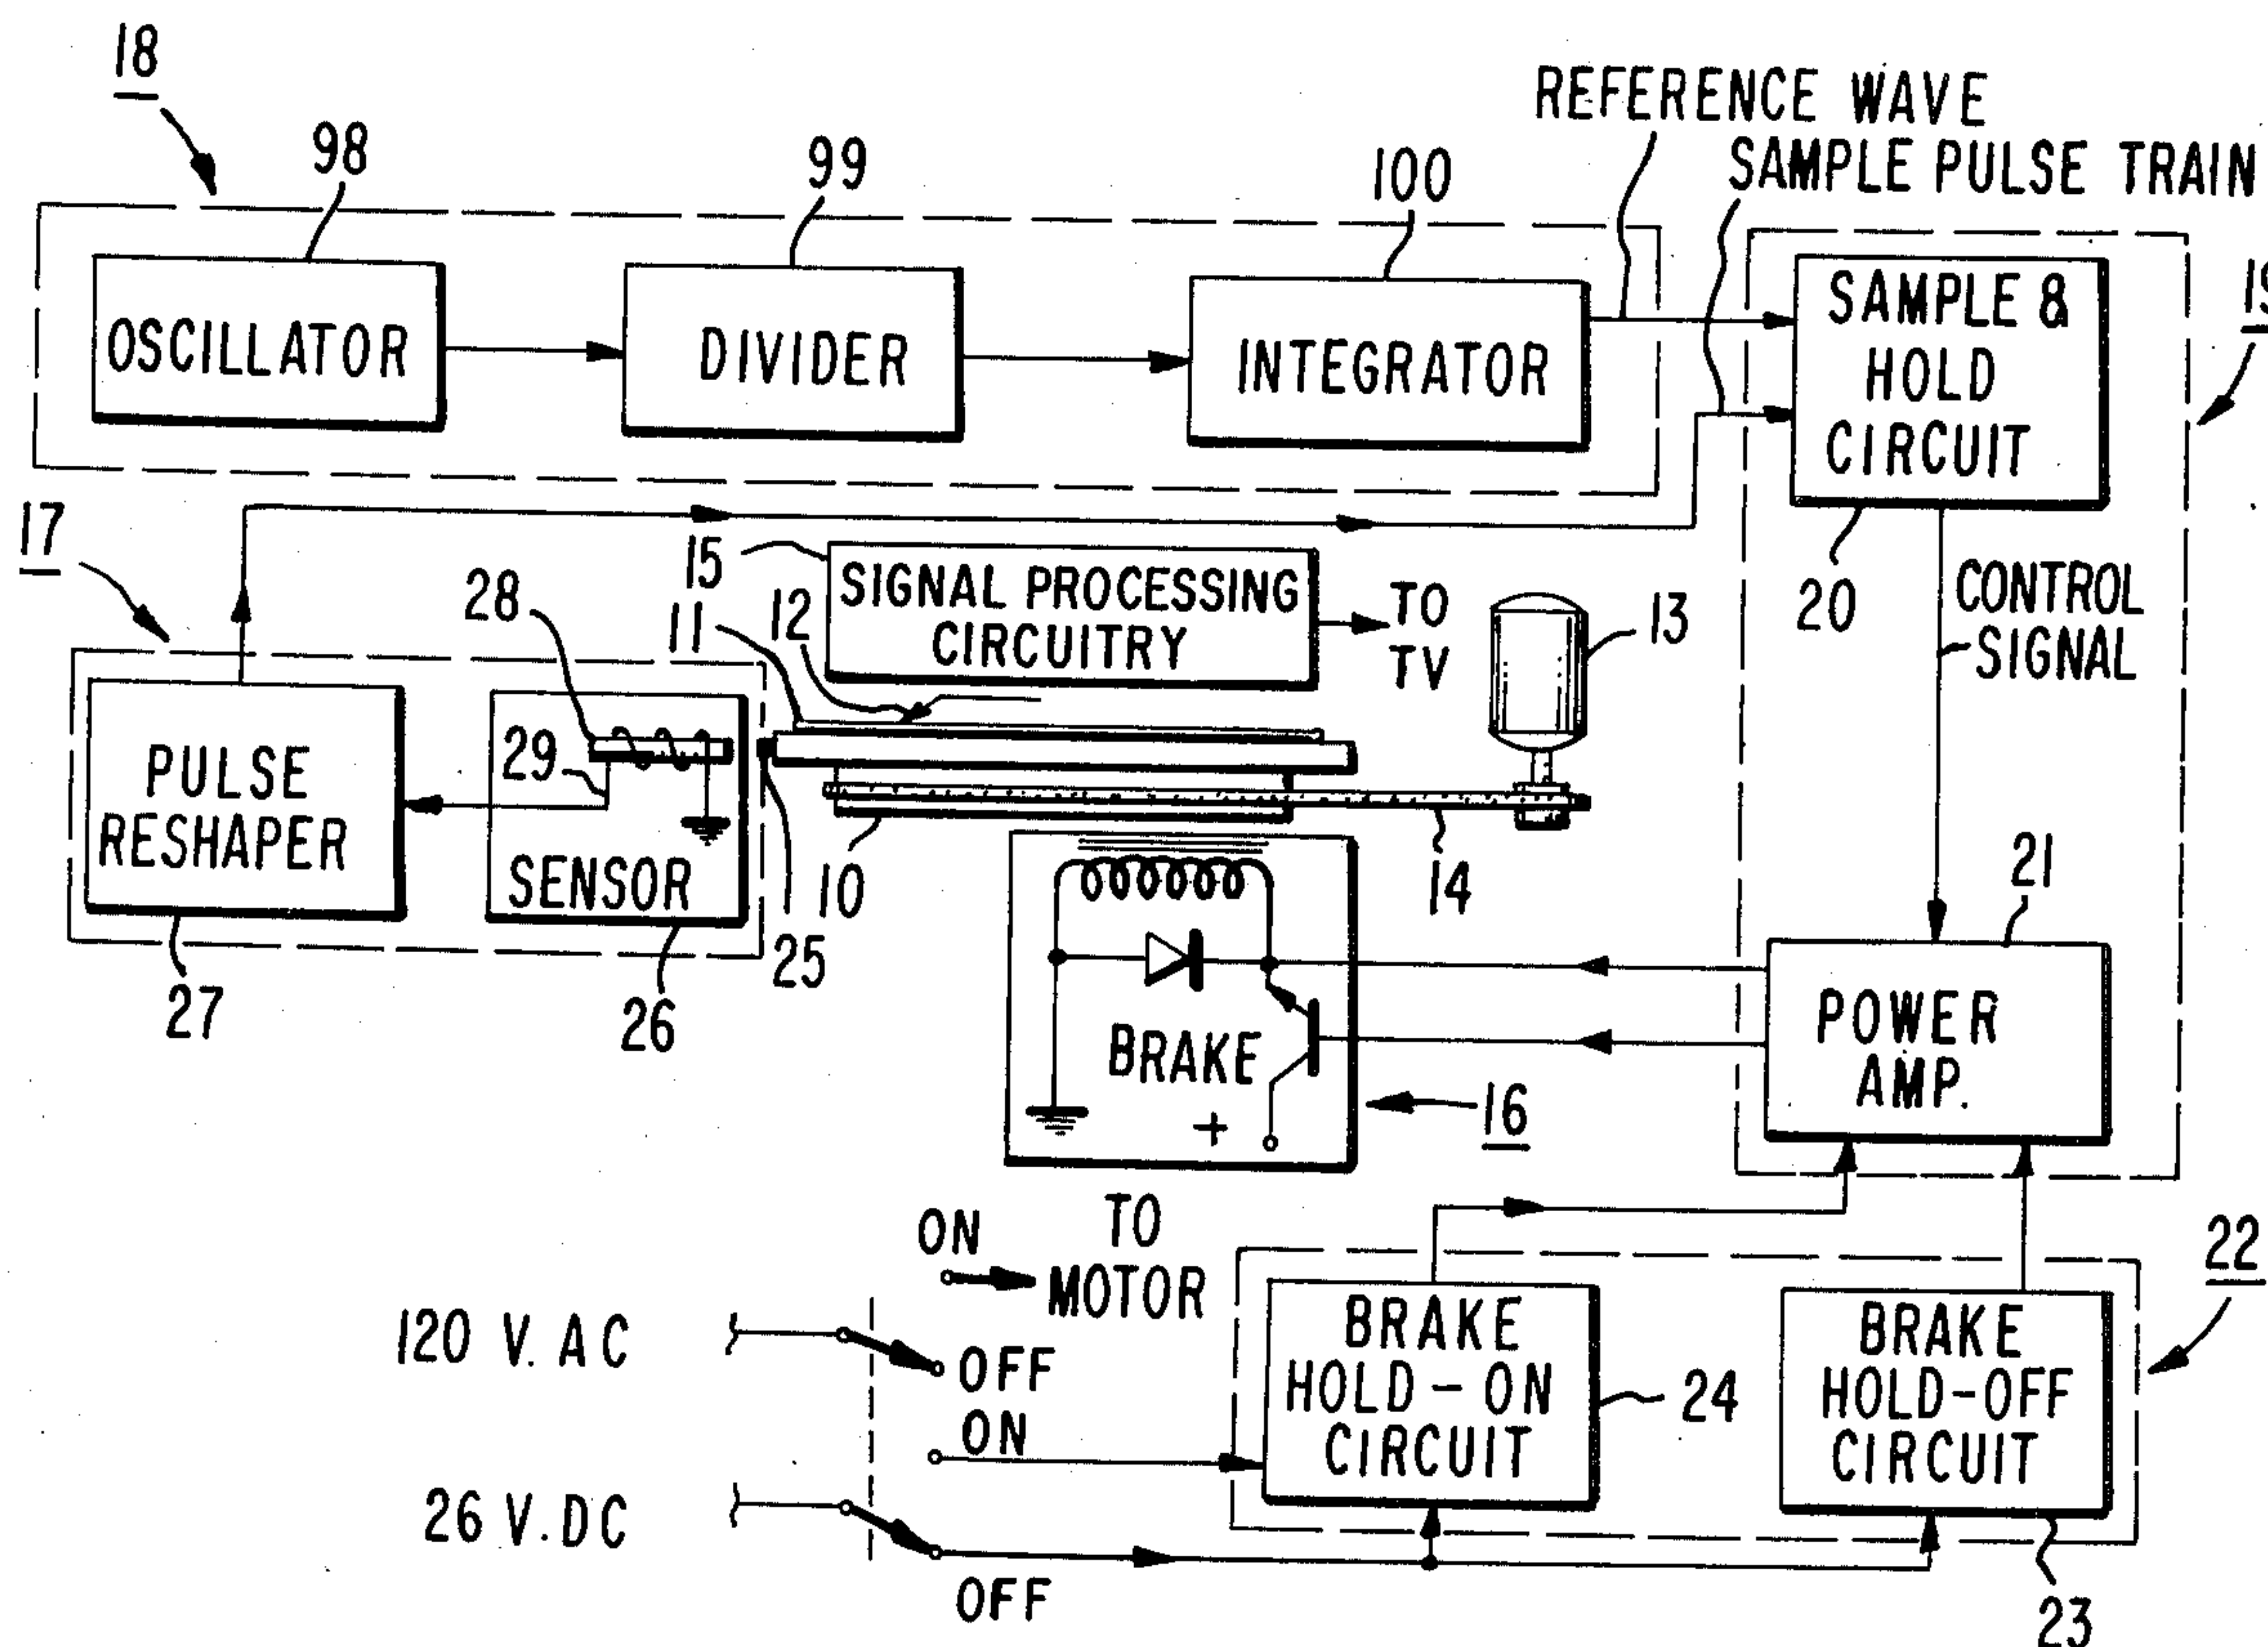 18
98
99
100
REFERENCE WAVE
SAMPLE PULSE TRAIN
OSCILLATOR
DIVIDER
INTEGRATOR
SAMPLE &
HOLD
CIRCUIT
17
15
SIGNAL PROCESSING
CIRCUITRY
TO
TV
13
20
CONTROL
SIGNAL
28
11
12
29
PULSE
RESHAPER
SENSOR
10
25
14
21
27
26
BRAKE
+
16
POWER
AMP.
22
ON
TO
MOTOR
120 V. AC
OFF
ON
26 V. DC
OFF
BRAKE
HOLD-ON
CIRCUIT
24
BRAKE
HOLD-OFF
CIRCUIT
23